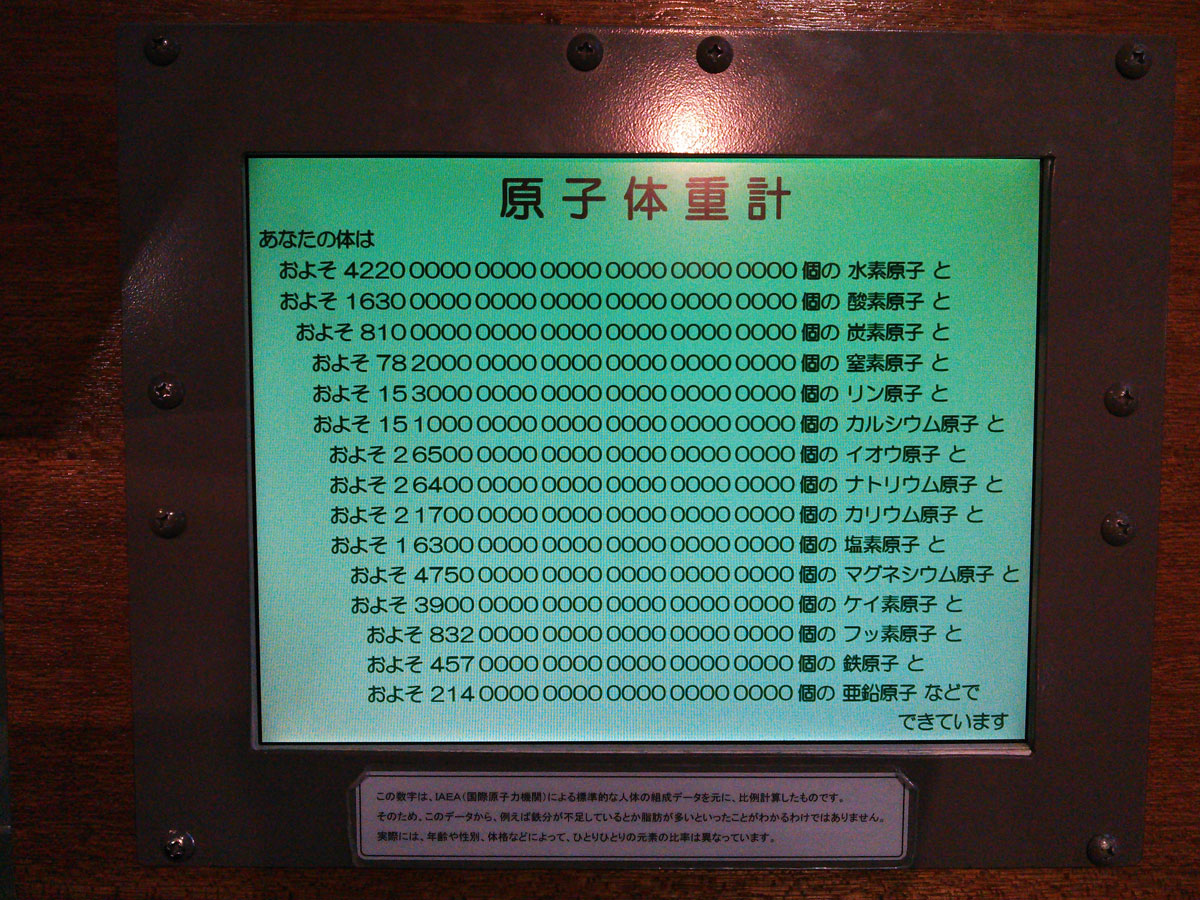 原子体重計
あなたの体は
およそ 4220 0000 0000 0000 0000 0000 0000 個の 水素原子 と
およそ 1630 0000 0000 0000 0000 0000 0000 個の 酸素原子 と
およそ 810 0000 0000 0000 0000 0000 0000 個の 炭素原子 と
およそ 78 2000 0000 0000 0000 0000 0000 個の 窒素原子 と
およそ 15 3000 0000 0000 0000 0000 0000 個の リン原子 と
およそ 15 1000 0000 0000 0000 0000 0000 個の カルシウム原子 と
およそ 2 6500 0000 0000 0000 0000 0000 個の イオウ原子 と
およそ 2 6400 0000 0000 0000 0000 0000 個の ナトリウム原子 と
およそ 2 1700 0000 0000 0000 0000 0000 個の カリウム原子 と
およそ 1 6300 0000 0000 0000 0000 0000 個の 塩素原子 と
およそ 4750 0000 0000 0000 0000 0000 個の マグネシウム原子 と
およそ 3900 0000 0000 0000 0000 0000 個の ケイ素原子 と
およそ 832 0000 0000 0000 0000 0000 個の フッ素原子 と
およそ 457 0000 0000 0000 0000 0000 個の 鉄原子 と
およそ 214 0000 0000 0000 0000 0000 個の 亜鉛原子 などで
できています
この数字は、IAEA(国際原子力機関)による標準的な人体の組成データを元に、比例計算したものです。
そのため、このデータから、例えば鉄分が不足しているとか脂肪が多いといったことがわかるわけではありません。
実際には、年齢や性別、体格などによって、ひとりひとりの元素の比率は異なっています。